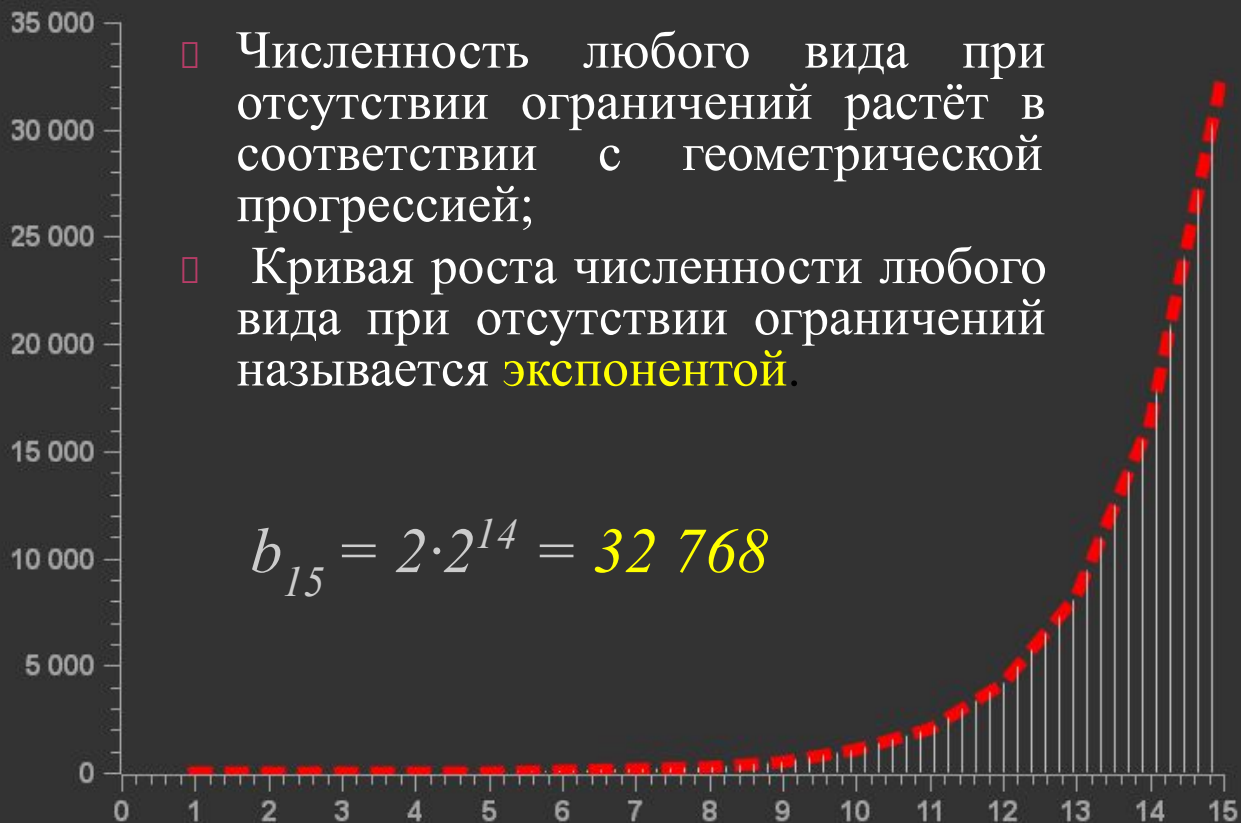 35 000
30 000
25 000
20 000
15 000
10 000
5 000
0
Численность любого вида при
отсутствии ограничений растёт в
соответствии с геометрической
прогрессией;
Кривая роста численности любого
вида при отсутствии ограничений
называется экспонентой.
b₁₅ = 2·2¹⁴ = 32 768
0 1 2 3 4 5 6 7 8 9 10 11 12 13 14 15